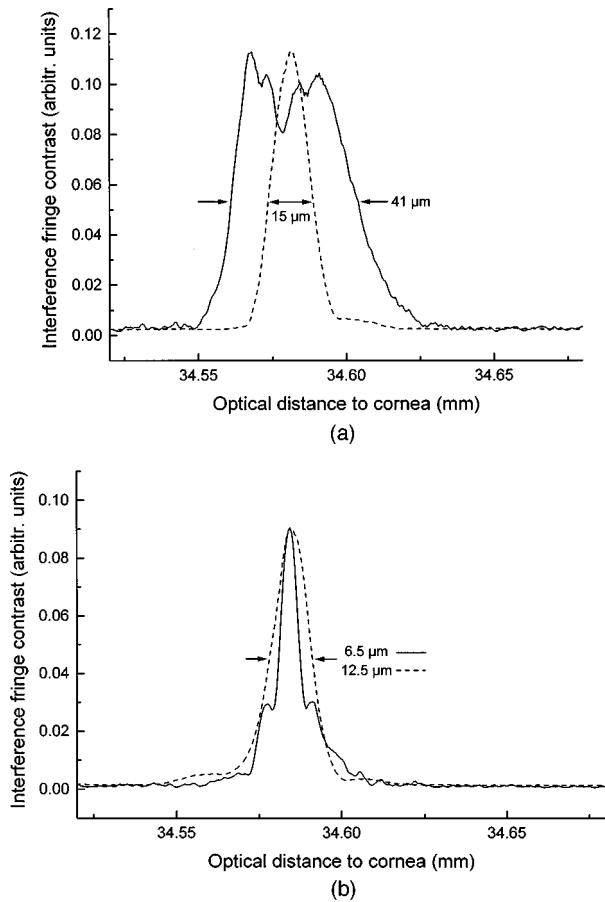 Interference fringe contrast (arbitr. units)
0.12
0.10
0.08
0.06
0.04
0.02
0.00
41 µm
15 µm
34.55
34.60
34.65
Optical distance to cornea (mm)
(a)
Interference fringe contrast (arbitr. units)
0.10
0.08
0.06
0.04
0.02
0.00
6.5 µm
12.5 µm
34.55
34.60
34.65
Optical distance to cornea (mm)
(b)